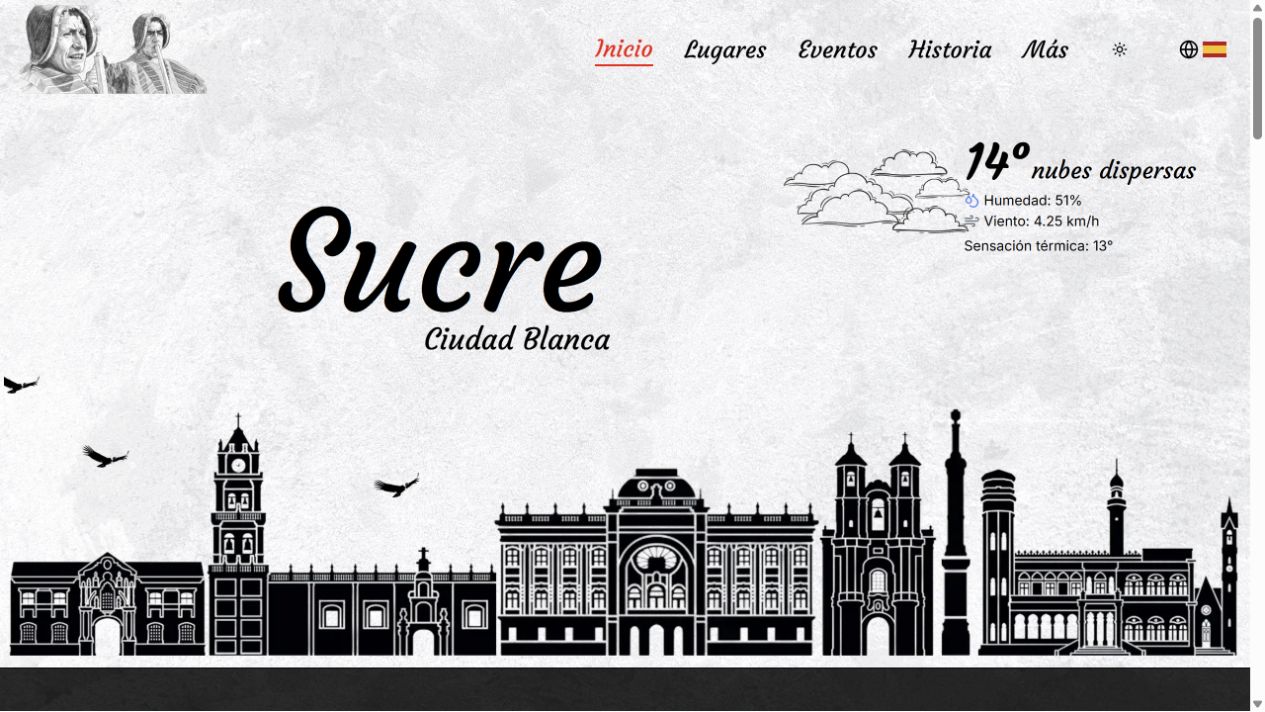 Inicio Lugares Eventos Historia Más
14º nubes dispersas
Humedad: 51%
Viento: 4.25 km/h
Sensación térmica: 13°
Sucre
Ciudad Blanca